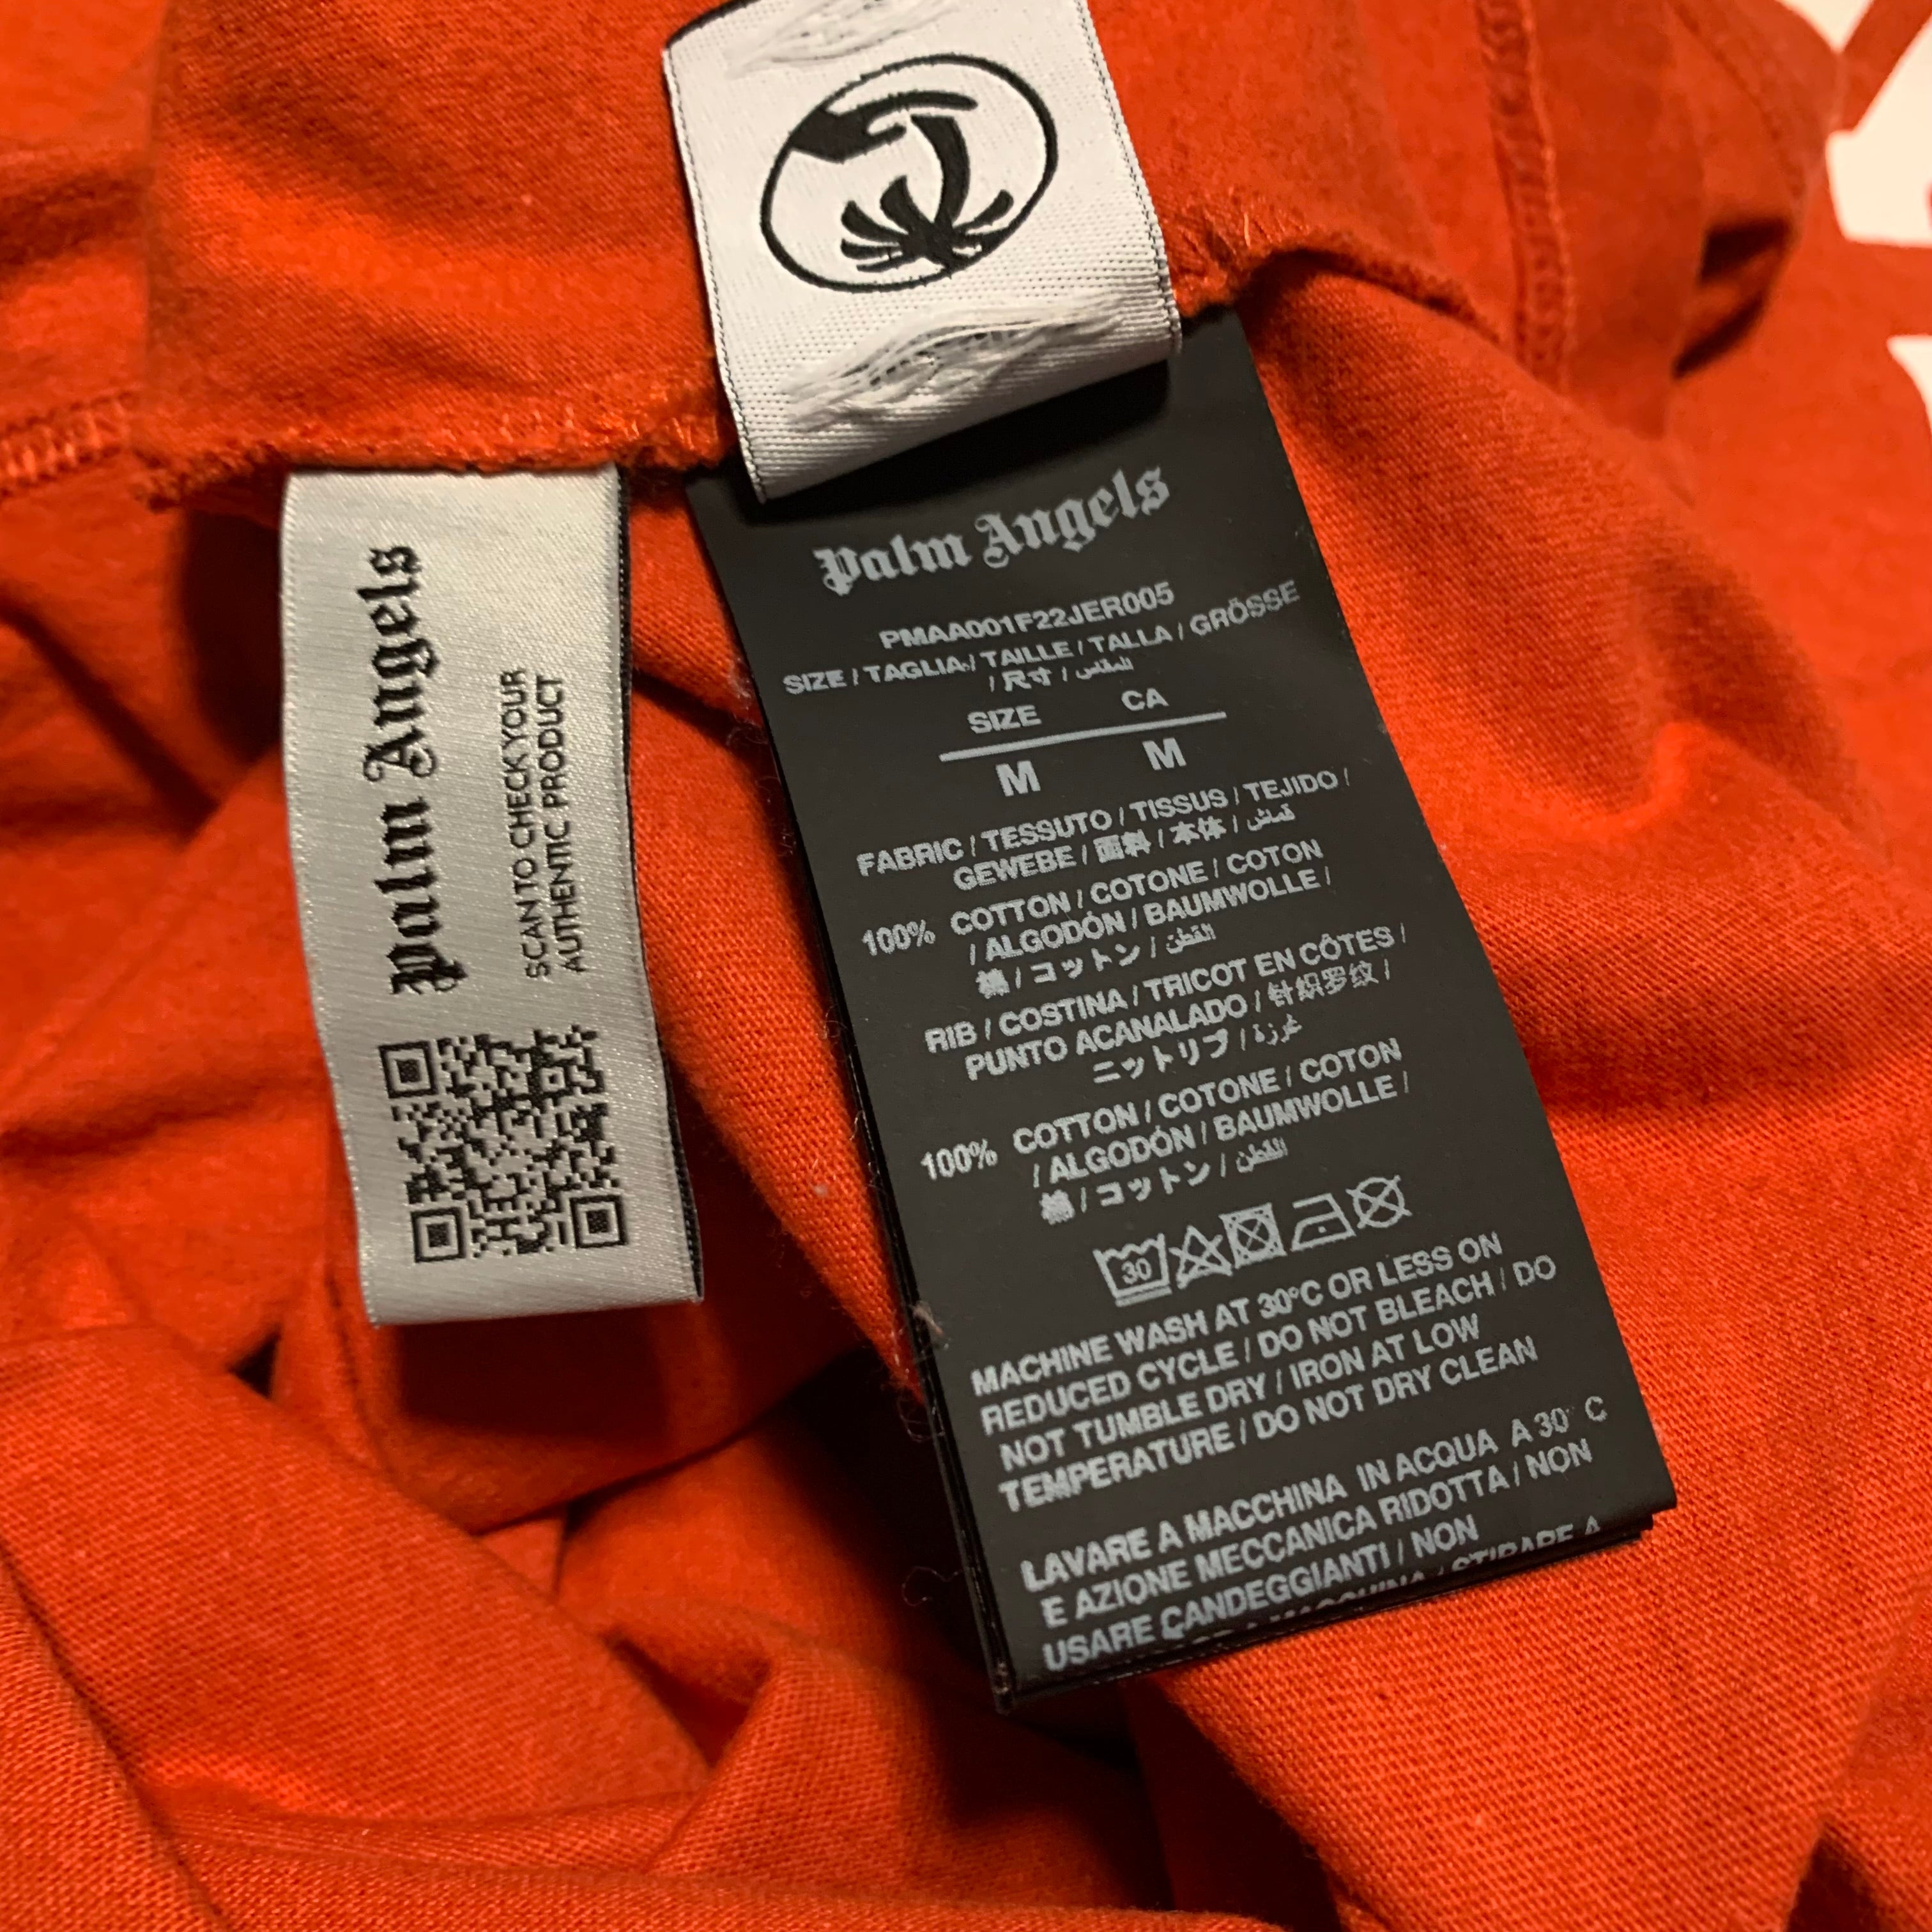 Palm Angels
SCAN TO CHECK YOUR
AUTHENTIC PRODUCT
Palm Angels
PMAA001F22JER005
SIZE / TAGLIA / TAILLE / TALLA / GRÖSSE
/ 尺寸 / المقاس
SIZE CA
M M
FABRIC / TESSUTO / TISSUS / TEJIDO /
GEWEBE / 面料 / 本体 / قماش
100% COTTON / COTONE / COTON
/ ALGODÓN / BAUMWOLLE /
棉 / コットン / القطن
RIB / COSTINA / TRICOT EN CÔTES /
PUNTO ACANALADO / 针织罗纹 /
ニットリブ / غرزة
100% COTTON / COTONE / COTON
/ ALGODÓN / BAUMWOLLE /
棉 / コットン / القطن
30
MACHINE WASH AT 30°C OR LESS ON
REDUCED CYCLE / DO NOT BLEACH / DO
NOT TUMBLE DRY / IRON AT LOW
TEMPERATURE / DO NOT DRY CLEAN
LAVARE A MACCHINA IN ACQUA A 30° C
E AZIONE MECCANICA RIDOTTA / NON
USARE CANDEGGIANTI / NON
STIRARE A